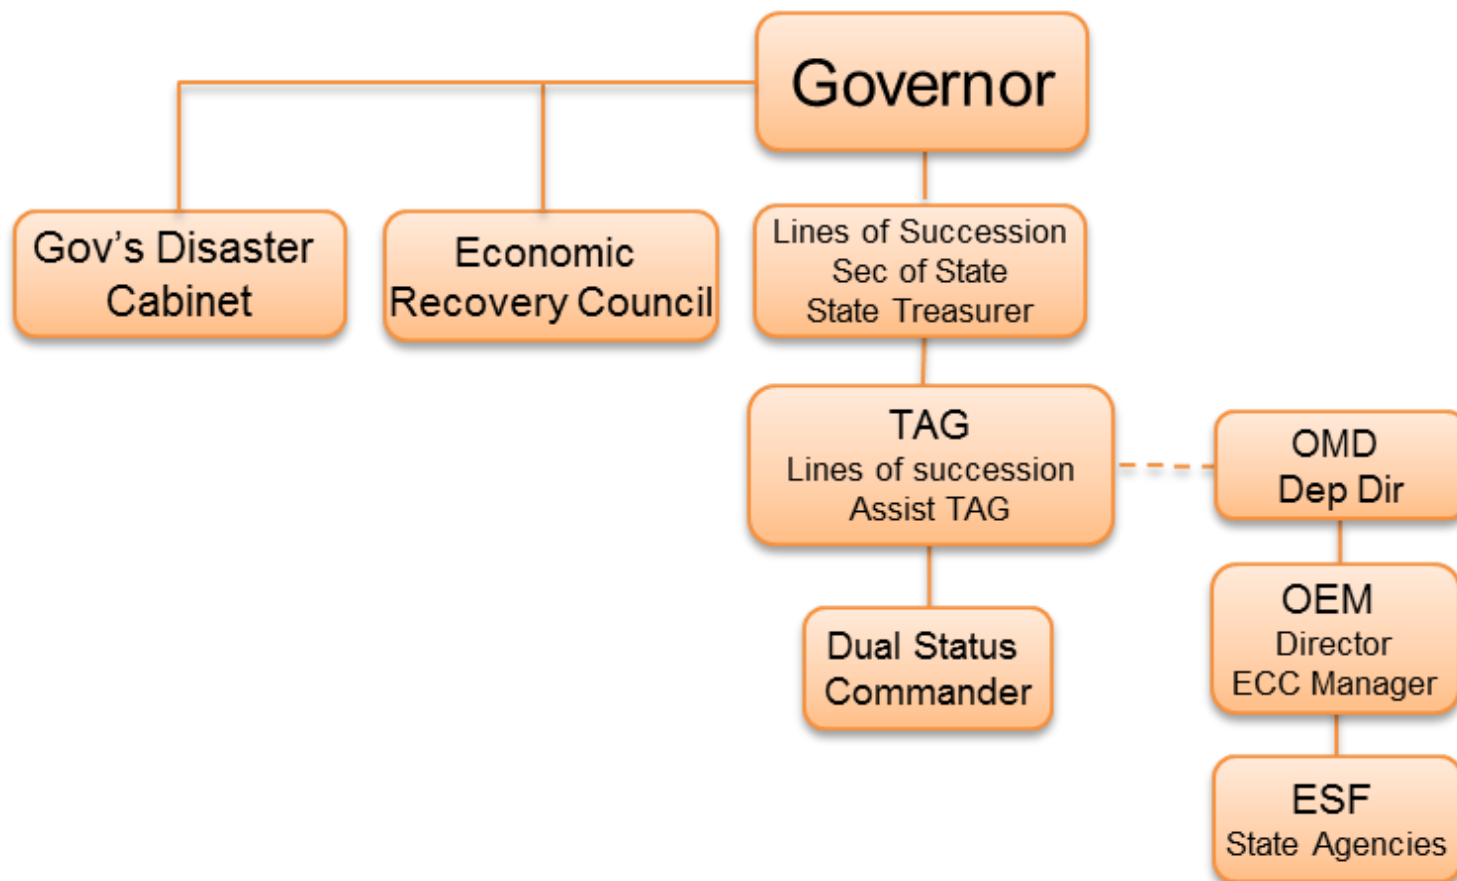 Governor
Gov's Disaster
Cabinet
Economic
Recovery Council
Lines of Succession
Sec of State
State Treasurer
TAG
Lines of succession
Assist TAG
OMD
Dep Dir
Dual Status
Commander
OEM
Director
ECC Manager
ESF
State Agencies